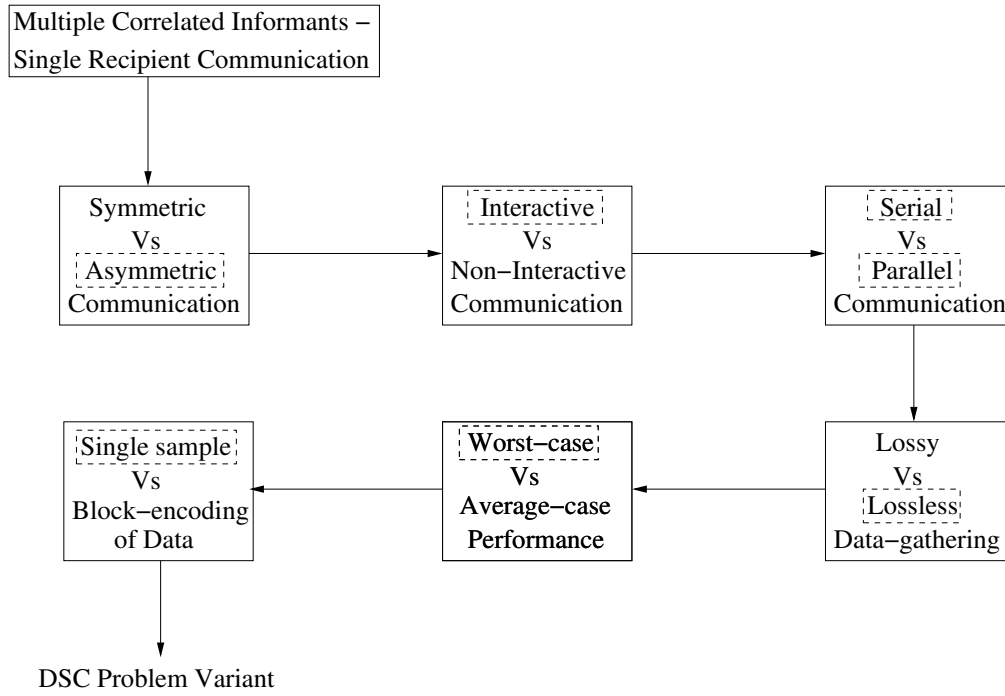 Multiple Correlated Informants −
Single Recipient Communication
Symmetric
Vs
Asymmetric
Communication
Interactive
Vs
Non−Interactive
Communication
Serial
Vs
Parallel
Communication
Lossy
Vs
Lossless
Data−gathering
Worst−case
Vs
Average−case
Performance
Single sample
Vs
Block−encoding
of Data
DSC Problem Variant